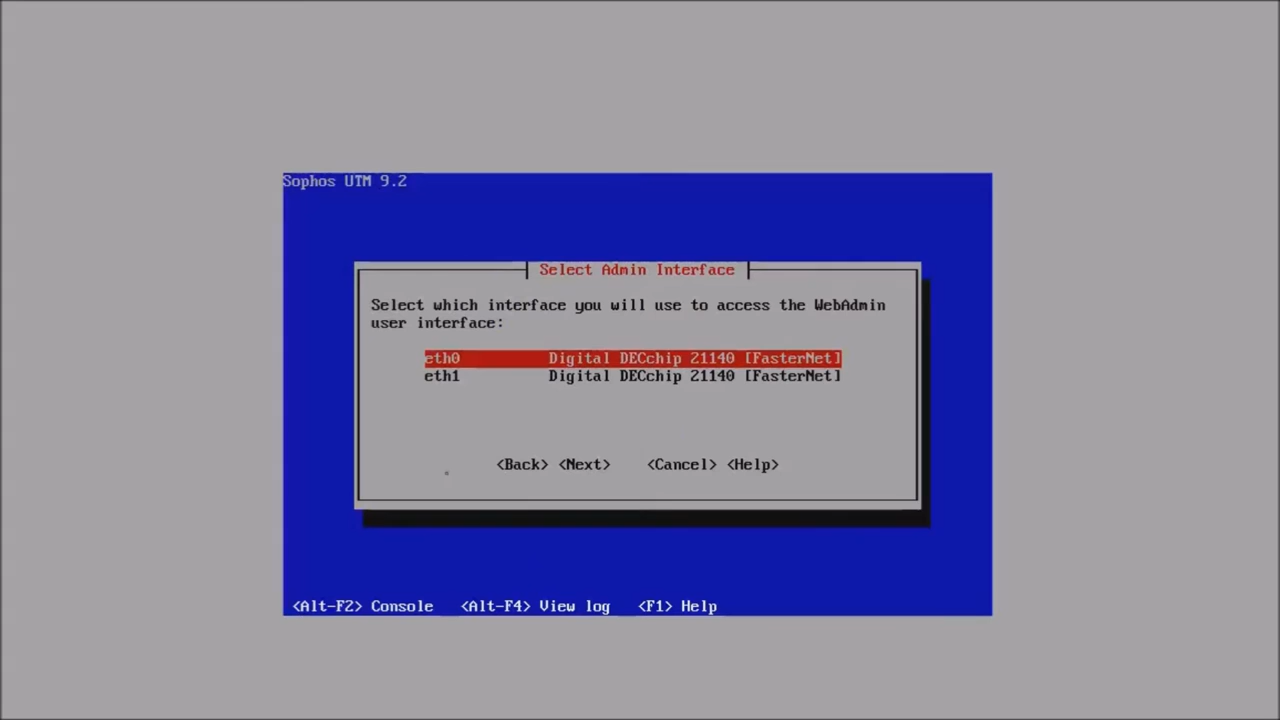 Sophos UTM 9.2
Select Admin Interface
Select which interface you will use to access the WebAdmin
user interface:
eth0 Digital DECchip 21140 [FasterNet]
eth1 Digital DECchip 21140 [FasterNet]
<Back> <Next> <Cancel> <Help>
<Alt-F2> Console <Alt-F4> View log <F1> Help